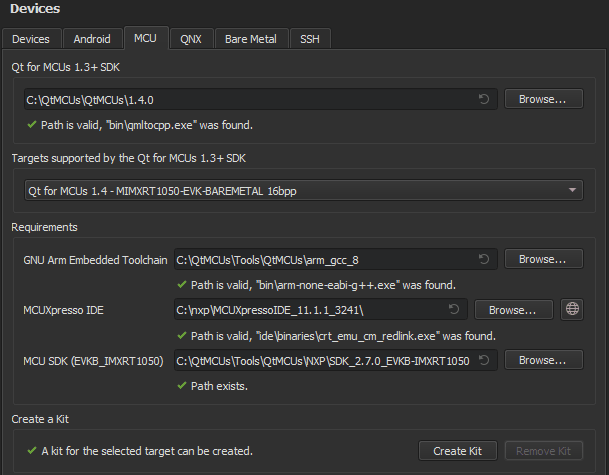 Devices
Devices Android MCU QNX Bare Metal SSH
Qt for MCUs 1.3+ SDK
C:\QtMCUs\QtMCUs\1.4.0 Browse...
Path is valid, "bin\qmltocpp.exe" was found.
Targets supported by the Qt for MCUs 1.3+ SDK
Qt for MCUs 1.4 - MIMXRT1050-EVK-BAREMETAL 16bpp
Requirements
GNU Arm Embedded Toolchain C:\QtMCUs\Tools\QtMCUs\arm_gcc_8 Browse...
Path is valid, "bin\arm-none-eabi-g++.exe" was found.
MCUXpresso IDE C:\nxp\MCUXpressoIDE_11.1.1_3241\ Browse...
Path is valid, "ide\binaries\crt_emu_cm_redlink.exe" was found.
MCU SDK (EVKB_IMXRT1050) C:\QtMCUs\Tools\QtMCUs\NXP\SDK_2.7.0_EVKB-IMXRT1050 Browse...
Path exists.
Create a Kit
A kit for the selected target can be created. Create Kit Remove Kit